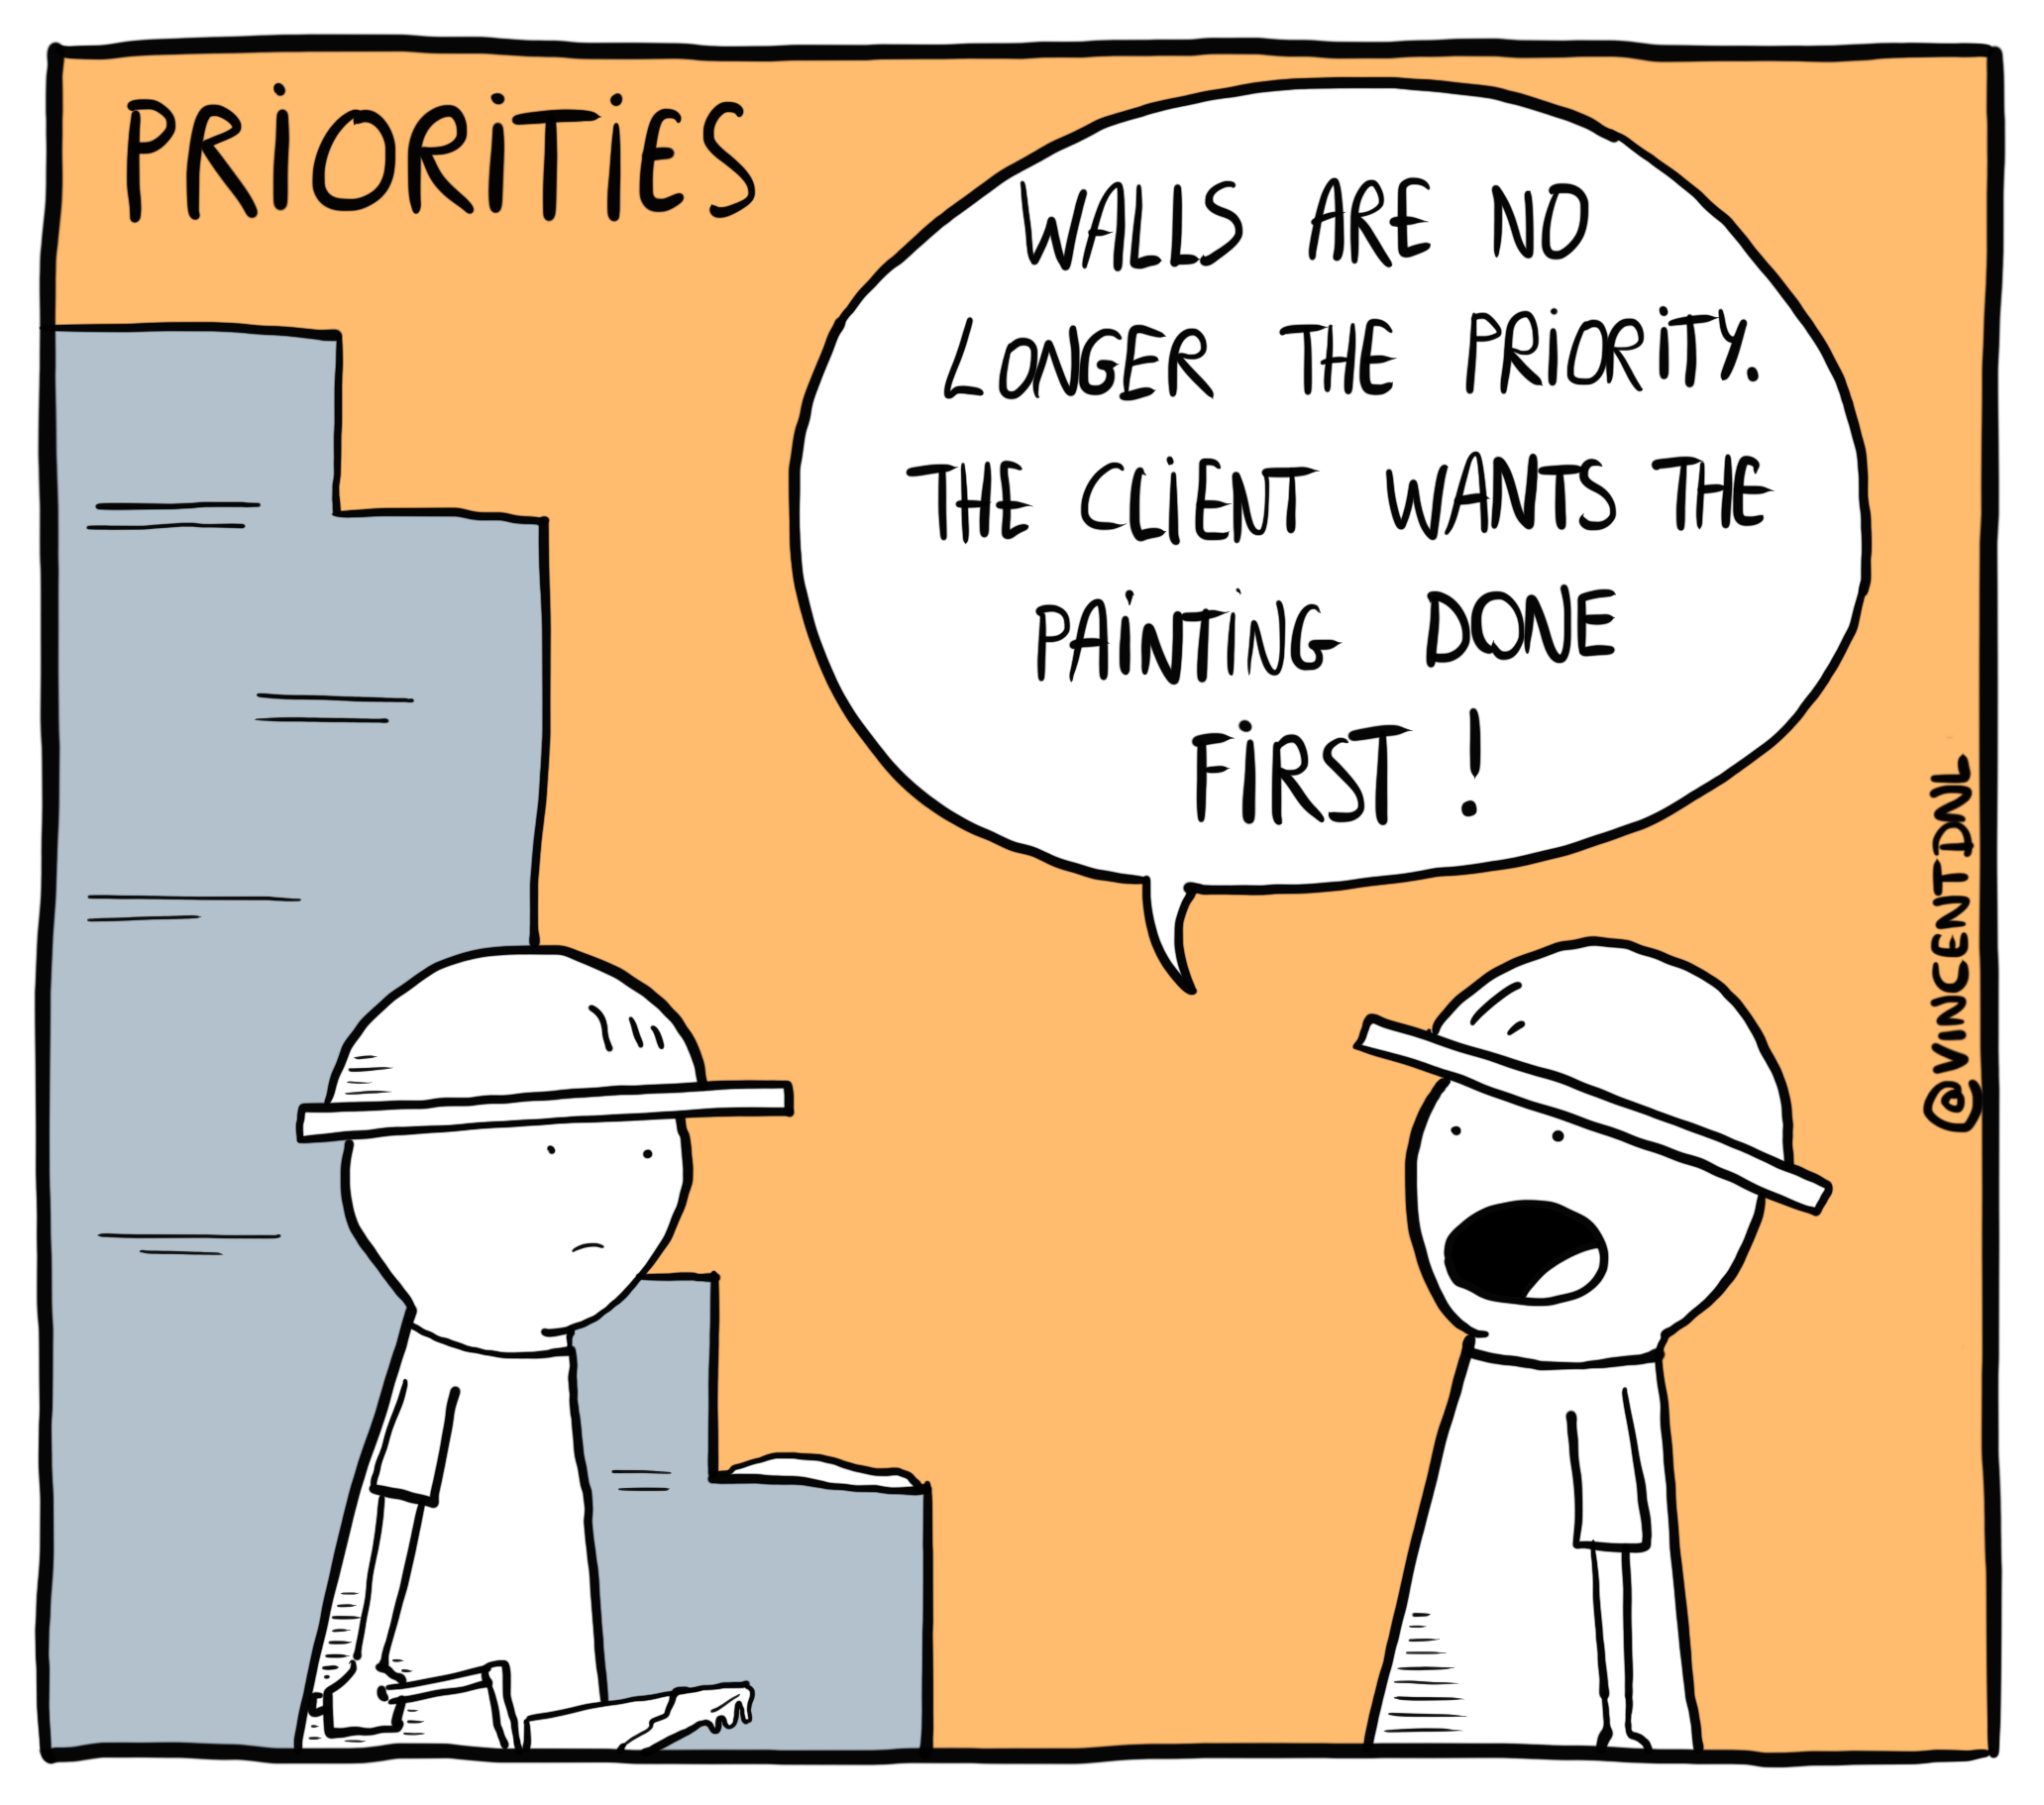 PRIORITIES
WALLS ARE NO
LONGER THE PRIORITY.
THE CLIENT WANTS THE
PAINTING DONE
FIRST !
@VINCENTDNL